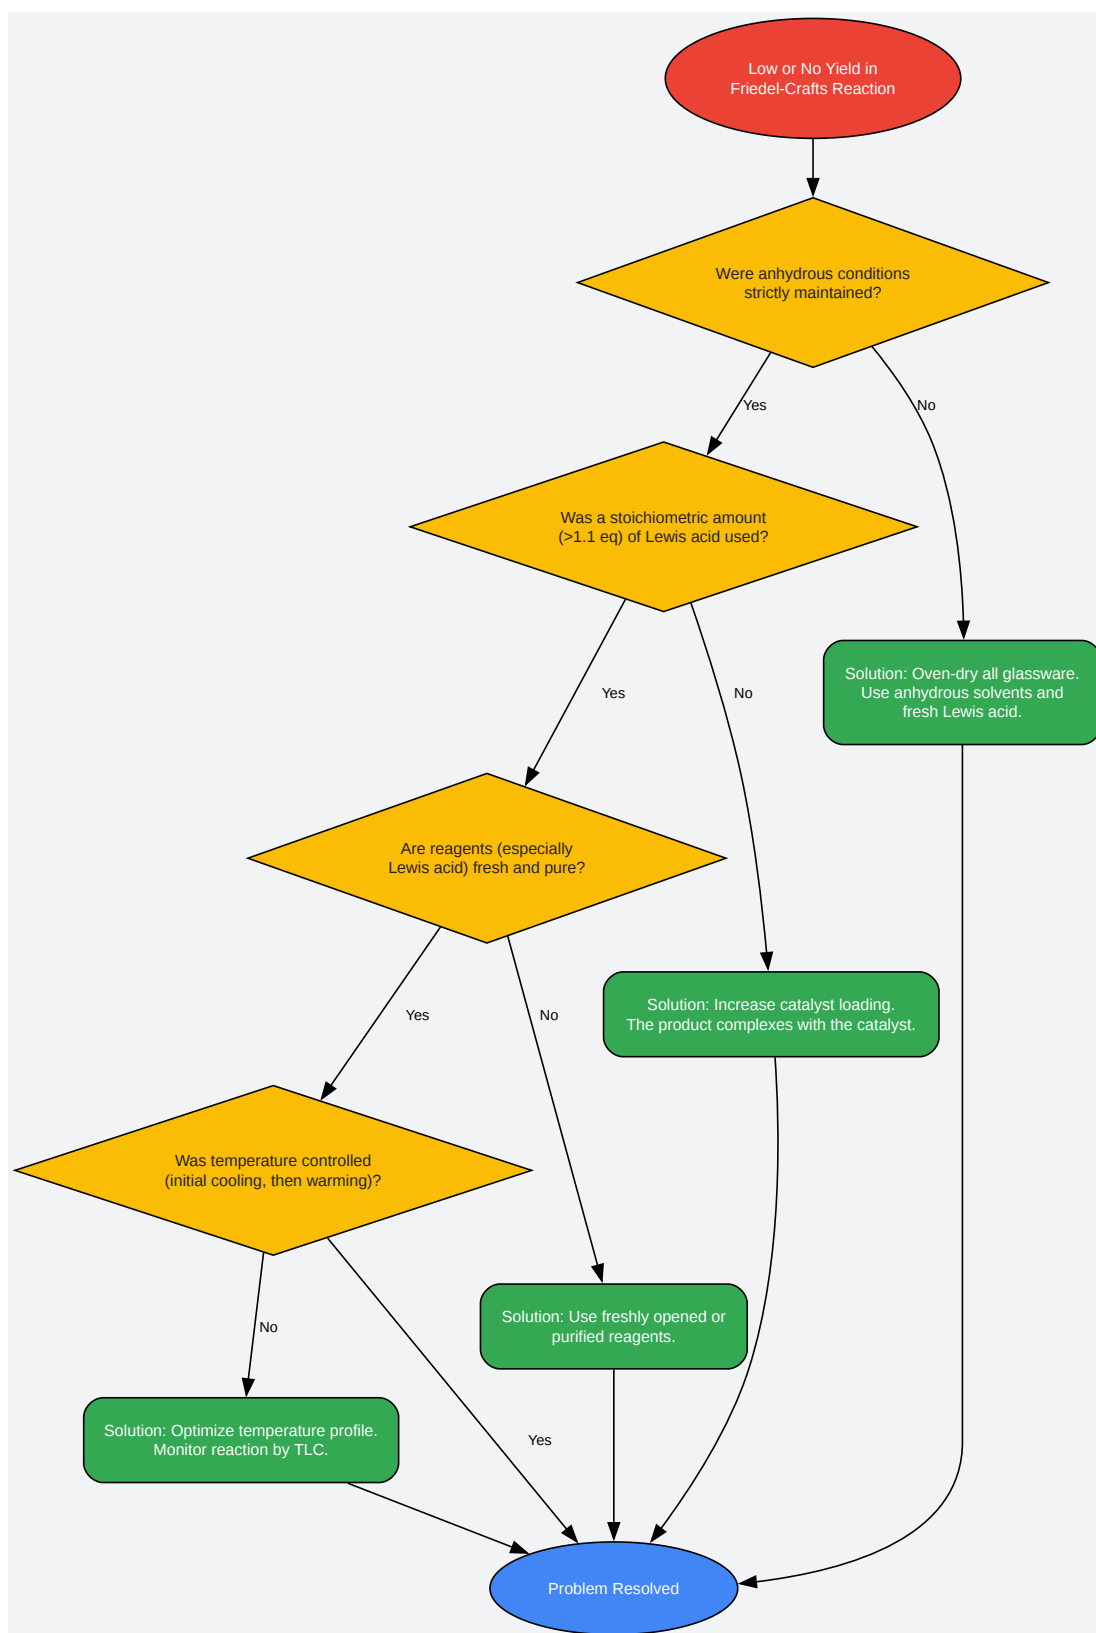 Low or No Yield in
Friedel-Crafts Reaction
Were anhydrous conditions
strictly maintained?
Yes
No
Was a stoichiometric amount
(>1.1 eq) of Lewis acid used?
Solution: Oven-dry all glassware.
Use anhydrous solvents and
fresh Lewis acid.
Yes
No
Are reagents (especially
Lewis acid) fresh and pure?
Solution: Increase catalyst loading.
The product complexes with the catalyst.
Yes
No
Was temperature controlled
(initial cooling, then warming)?
Solution: Use freshly opened or
purified reagents.
No
Solution: Optimize temperature profile.
Monitor reaction by TLC.
Yes
Problem Resolved